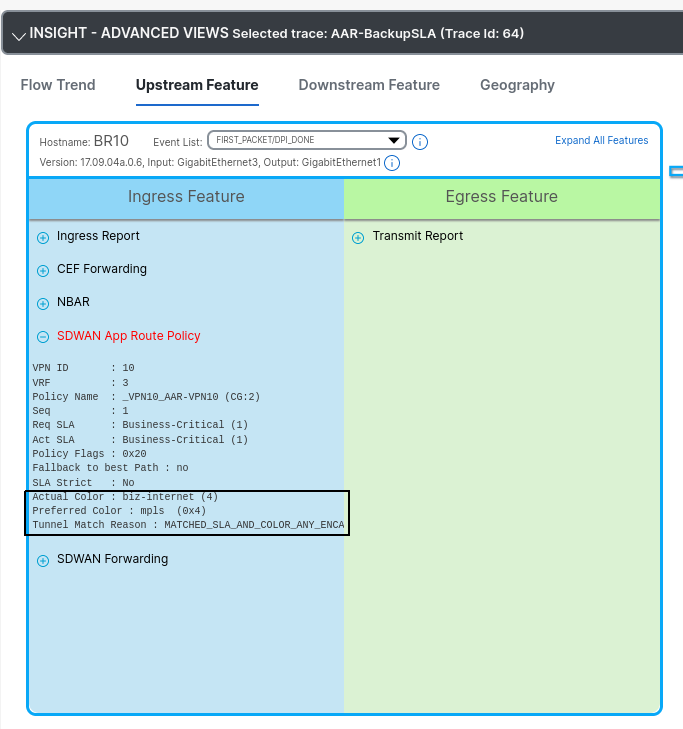 INSIGHT - ADVANCED VIEWS Selected trace: AAR-BackupSLA (Trace Id: 64)
Flow Trend Upstream Feature Downstream Feature Geography
Hostname: BR10 Event List: FIRST_PACKET/DPI_DONE Expand All Features
Version: 17.09.04a.0.6, Input: GigabitEthernet3, Output: GigabitEthernet1
Ingress Feature Egress Feature
Ingress Report Transmit Report
CEF Forwarding
NBAR
SDWAN App Route Policy
VPN ID : 10
VRF : 3
Policy Name : _VPN10_AAR-VPN10 (CG:2)
Seq : 1
Req SLA : Business-Critical (1)
Act SLA : Business-Critical (1)
Policy Flags : 0x20
Fallback to best Path : no
SLA Strict : No
Actual Color : biz-internet (4)
Preferred Color : mpls (0x4)
Tunnel Match Reason : MATCHED_SLA_AND_COLOR_ANY_ENCA
SDWAN Forwarding